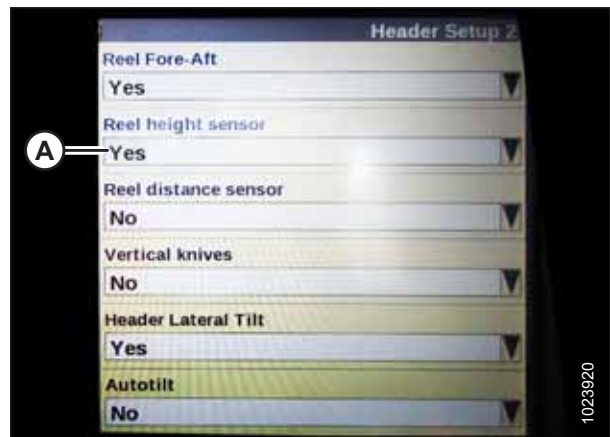 Header Setup 2
Reel Fore-Aft
Yes
Reel height sensor
A
Yes
Reel distance sensor
No
Vertical knives
No
Header Lateral Tilt
Yes
Autotilt
No
1023920